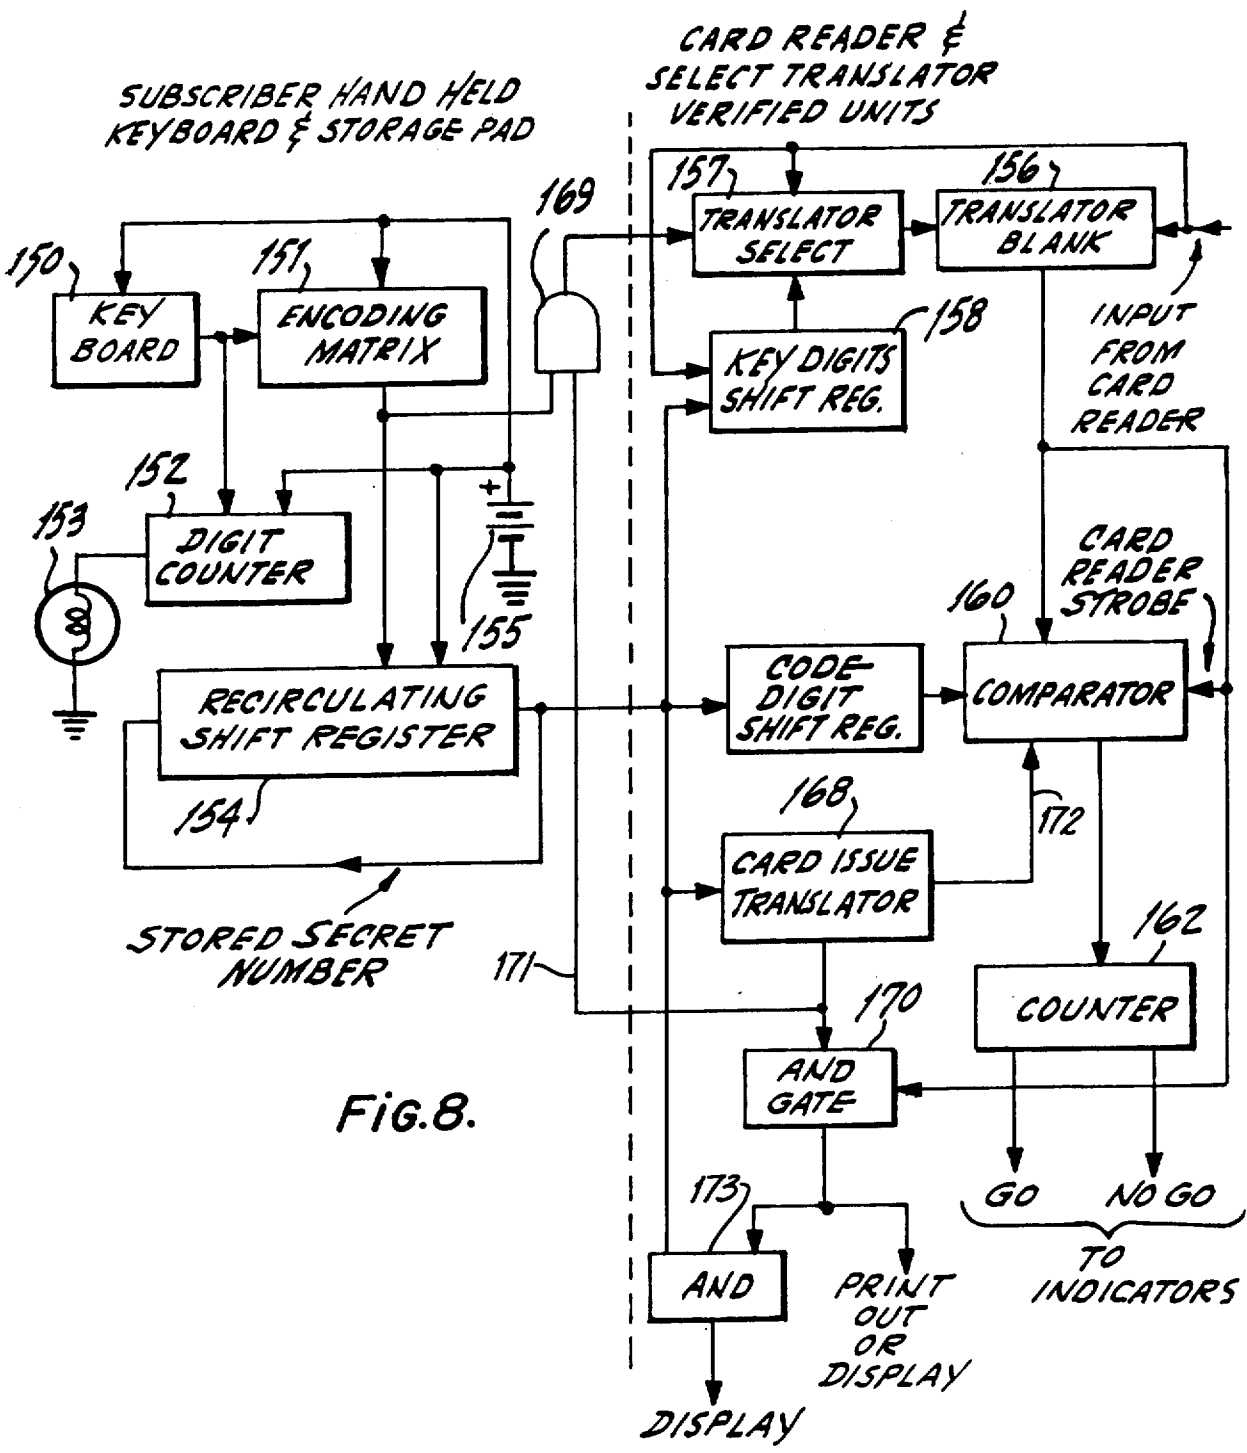 SUBSCRIBER HAND HELD
KEYBOARD & STORAGE PAD
CARD READER &
SELECT TRANSLATOR
VERIFIED UNITS
150
KEY
BOARD
151
ENCODING
MATRIX
169
157
TRANSLATOR
SELECT
156
TRANSLATOR
BLANK
158
KEY DIGITS
SHIFT REG.
INPUT
FROM
CARD
READER
152
DIGIT
COUNTER
153
+
155
RECIRCULATING
SHIFT REGISTER
154
STORED SECRET
NUMBER
CODE
DIGIT
SHIFT REG.
160
COMPARATOR
CARD
READER
STROBE
168
CARD ISSUE
TRANSLATOR
172
171
162
COUNTER
170
AND
GATE
GO
NO GO
TO
INDICATORS
173
AND
PRINT
OUT
OR
DISPLAY
DISPLAY
FIG.8.